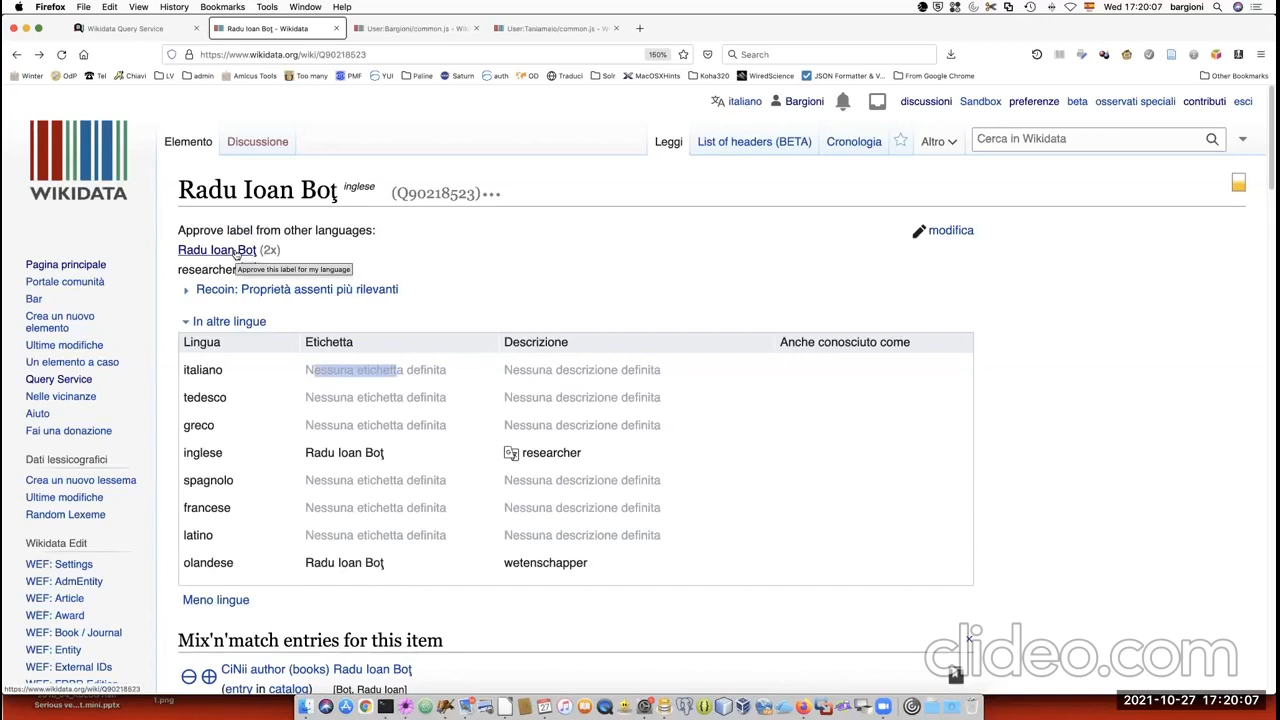 Firefox File Edit View History Bookmarks Tools Window Help Wed 17:20:07 bargioni
Wikidata Query Service × Radu Ioan Boţ - Wikidata × User:Bargioni/common.js - Wi × User:Taniamaio/common.js - W ×
https://www.wikidata.org/wiki/Q90218523 150% Search
Winter OdP Tel Chiavi LV admin Amicus Tools Too many PMF YUI Paline Saturn auth OD Traduci Solr MacOSXHints Koha320 WiredScience JSON Formatter & V... From Google Chrome Other Bookmarks
italiano Bargioni discussioni Sandbox preferenze beta osservati speciali contributi esci
Elemento Discussione Leggi List of headers (BETA) Cronologia Altro Cerca in Wikidata
WIKIDATA
Radu Ioan Boţ inglese (Q90218523)
Approve label from other languages:
modifica
Radu Ioan Boţ (2x)
researcher
Approve this label for my language
Recoin: Proprietà assenti più rilevanti
In altre lingue
Lingua Etichetta Descrizione Anche conosciuto come
italiano Nessuna etichetta definita Nessuna descrizione definita
tedesco Nessuna etichetta definita Nessuna descrizione definita
greco Nessuna etichetta definita Nessuna descrizione definita
inglese Radu Ioan Boţ researcher
spagnolo Nessuna etichetta definita Nessuna descrizione definita
francese Nessuna etichetta definita Nessuna descrizione definita
latino Nessuna etichetta definita Nessuna descrizione definita
olandese Radu Ioan Boţ wetenschapper
Meno lingue
Mix'n'match entries for this item
CiNii author (books) Radu Ioan Boţ
(entry in catalog) [Bot, Radu Ioan]
Pagina principale
Portale comunità
Bar
Crea un nuovo
elemento
Ultime modifiche
Un elemento a caso
Query Service
Nelle vicinanze
Aiuto
Fai una donazione
Dati lessicografici
Crea un nuovo lessema
Ultime modifiche
Random Lexeme
Wikidata Edit
WEF: Settings
WEF: AdmEntity
WEF: Article
WEF: Award
WEF: Book / Journal
WEF: Entity
WEF: External IDs
https://www.wikidata.org/wiki/Q90218523
Serious ve...t.mini.pptx
1.png
clideo.com
2021-10-27 17:20:07